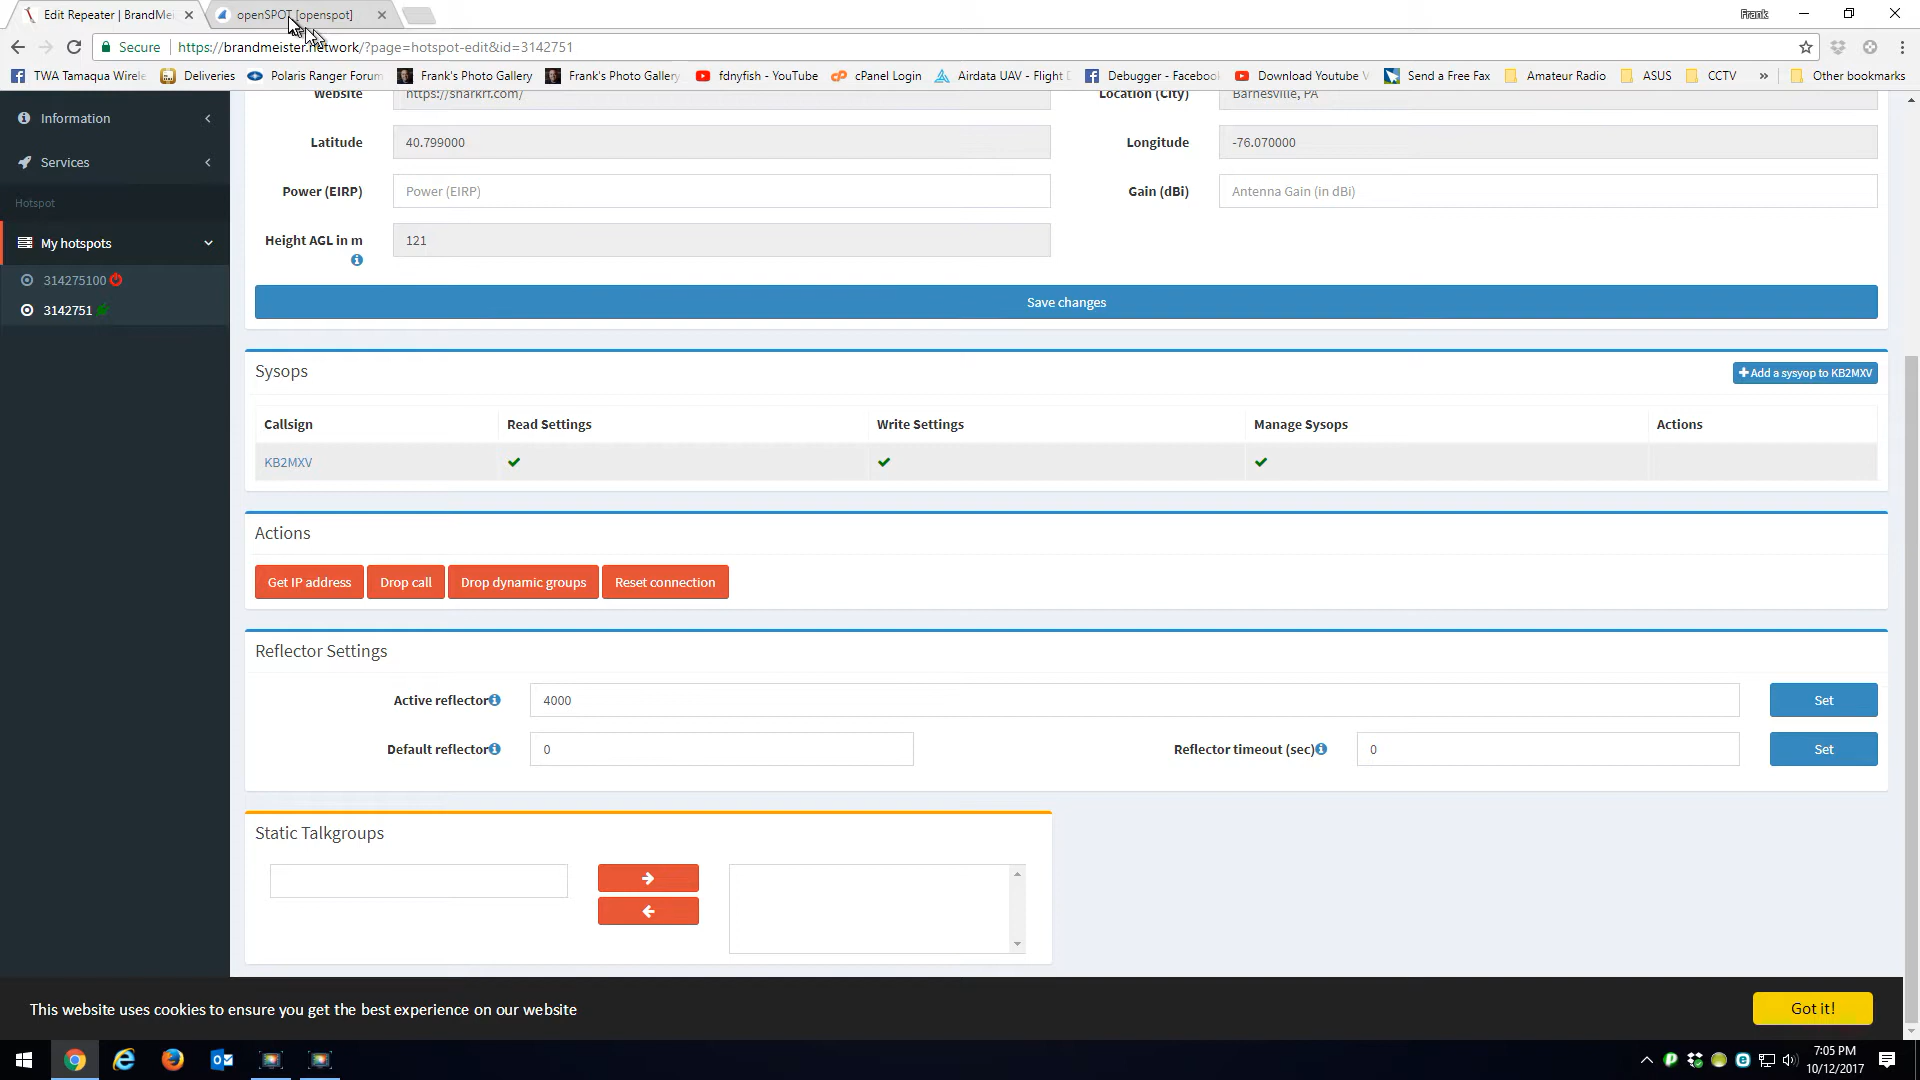 Edit Repeater | BrandMei
openSPOT [openspot]
Frank
Secure https://brandmeister.network/?page=hotspot-edit&id=3142751
TWA Tamaqua Wirele Deliveries Polaris Ranger Forum Frank's Photo Gallery Frank's Photo Gallery fdnyfish - YouTube cPanel Login Airdata UAV - Flight D Debugger - Facebook Download Youtube V Send a Free Fax Amateur Radio ASUS CCTV » Other bookmarks
Information
Services
Hotspot
My hotspots
314275100
3142751
Website https://sharkrf.com/ Location (City) Barnesville, PA
Latitude 40.799000 Longitude -76.070000
Power (EIRP) Power (EIRP) Gain (dBi) Antenna Gain (in dBi)
Height AGL in m 121
Save changes
Sysops
Add a sysyop to KB2MXV
Callsign Read Settings Write Settings Manage Sysops Actions
KB2MXV
Actions
Get IP address Drop call Drop dynamic groups Reset connection
Reflector Settings
Active reflector 4000 Set
Default reflector 0 Reflector timeout (sec) 0 Set
Static Talkgroups
This website uses cookies to ensure you get the best experience on our website
Got it!
7:05 PM
10/12/2017